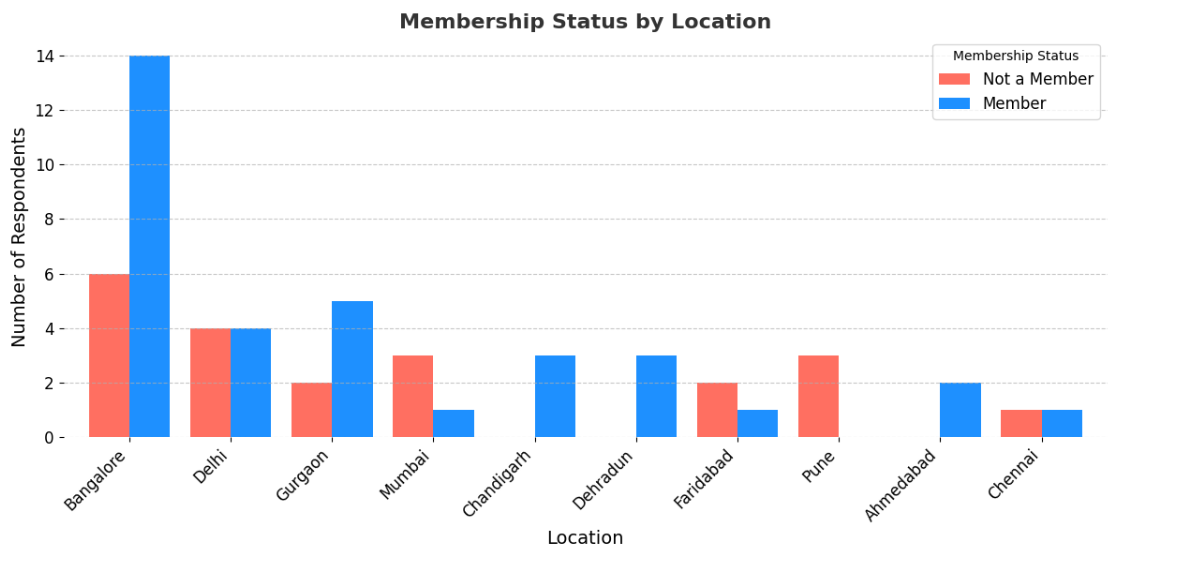 Membership Status by Location
Membership Status
Not a Member
Member
Number of Respondents
14
12
10
8
6
4
2
0
Bangalore
Delhi
Gurgaon
Mumbai
Chandigarh
Dehradun
Faridabad
Pune
Ahmedabad
Chennai
Location